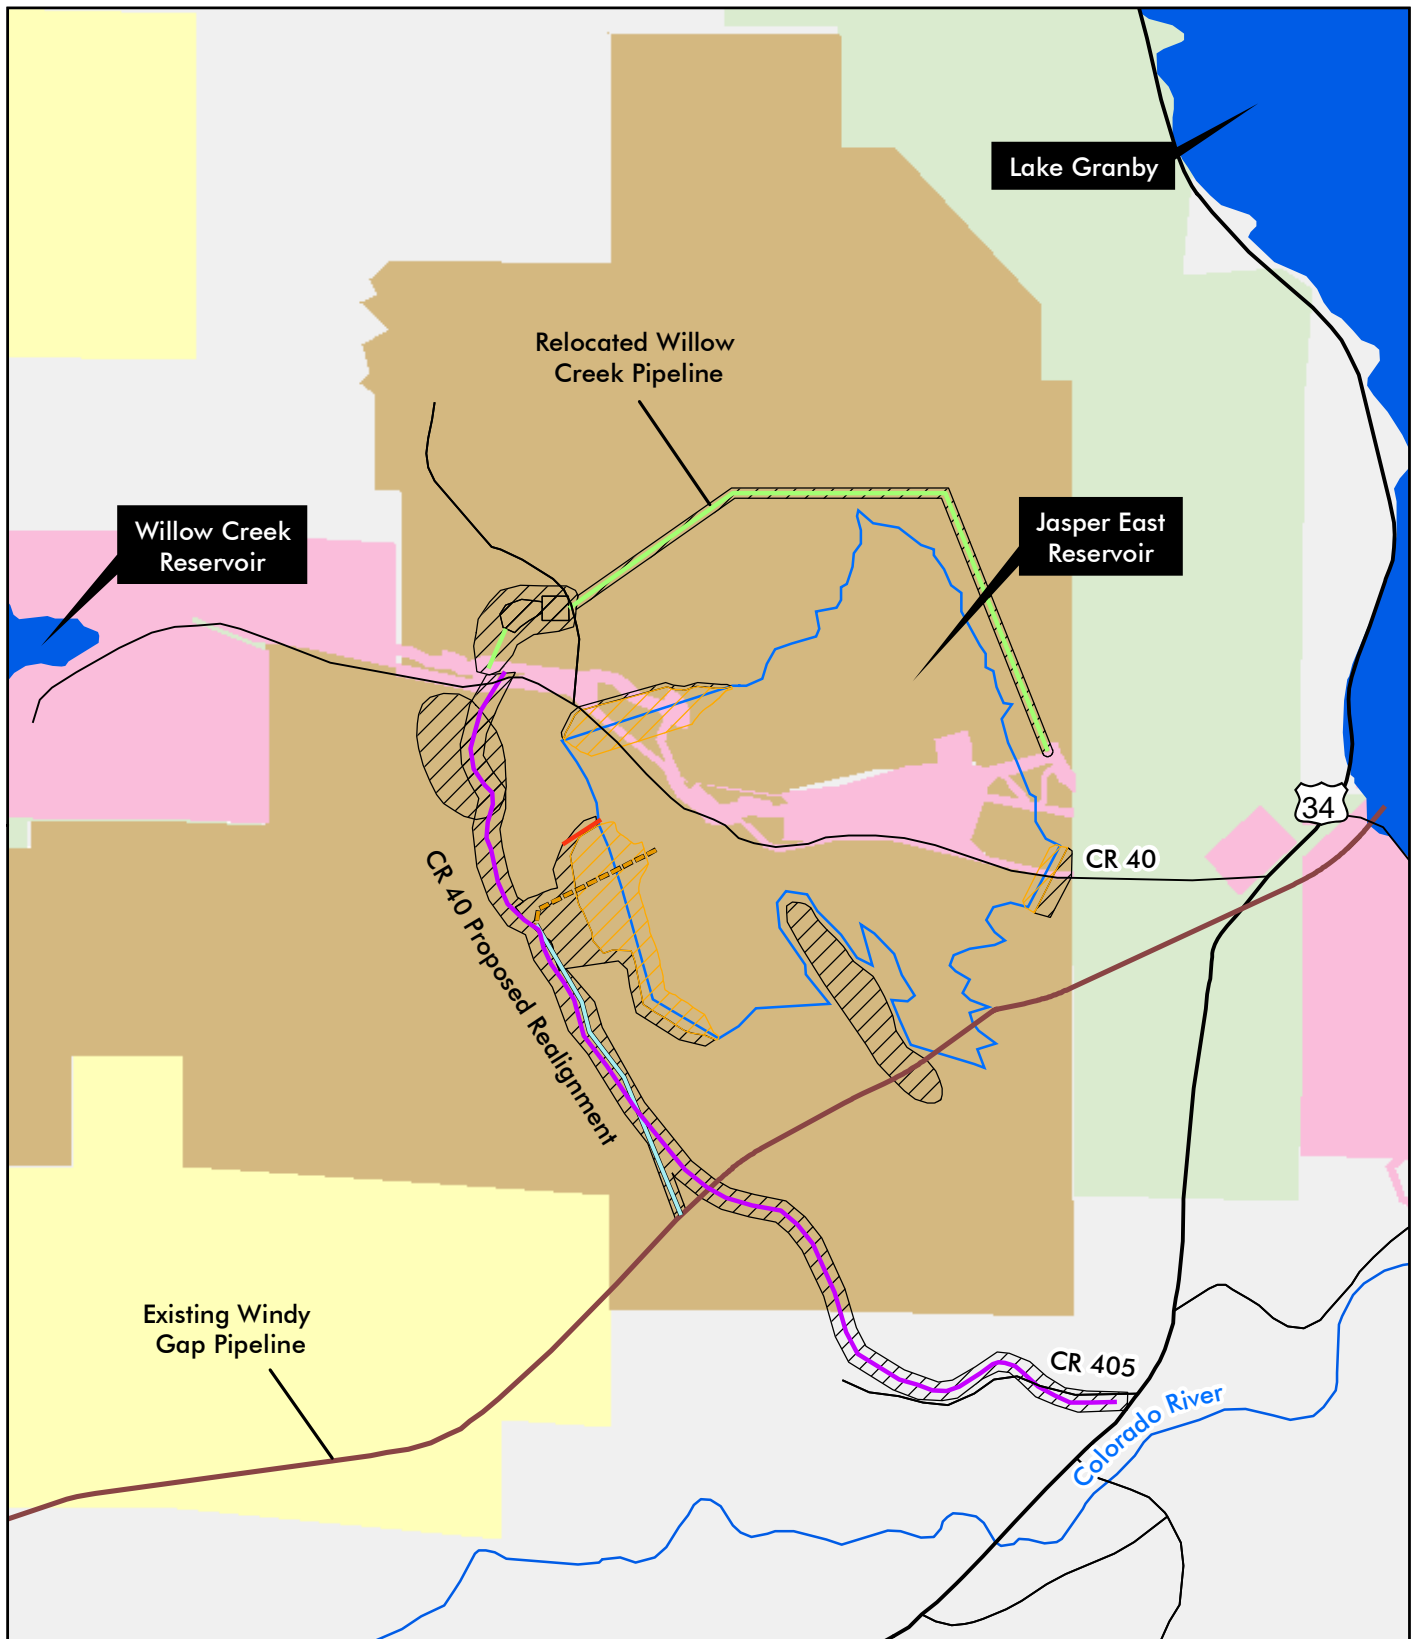 Lake Granby
Relocated Willow
Creek Pipeline
Willow Creek
Reservoir
Jasper East
Reservoir
34
CR 40
CR 40 Proposed Realignment
Existing Windy
Gap Pipeline
CR 405
Colorado River